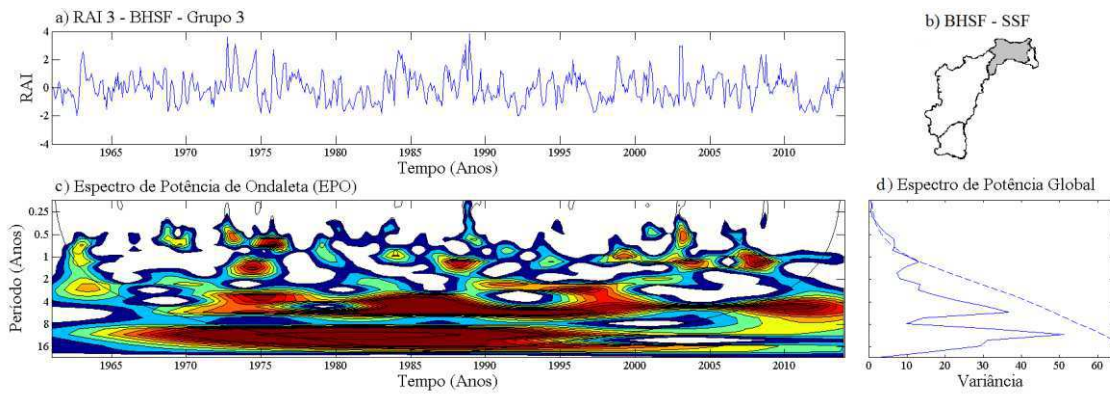 a) RAI 3 - BHSF - Grupo 3
RAI
4
2
0
-2
-4
1965 1970 1975 1980 1985 1990 1995 2000 2005 2010
Tempo (Anos)
b) BHSF - SSF
c) Espectro de Potência de Ondaleta (EPO)
Período (Anos)
0.25
0.5
1
2
4
8
16
1965 1970 1975 1980 1985 1990 1995 2000 2005 2010
Tempo (Anos)
d) Espectro de Potência Global
0 10 20 30 40 50 60
Variância